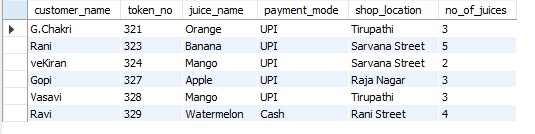 customer_name token_no juice_name payment_mode shop_location no_of_juices
G.Chakri 321 Orange UPI Tirupathi 3
Rani 323 Banana UPI Sarvana Street 5
veKiran 324 Mango UPI Sarvana Street 2
Gopi 327 Apple UPI Raja Nagar 3
Vasavi 328 Mango UPI Tirupathi 3
Ravi 329 Watermelon Cash Rani Street 4